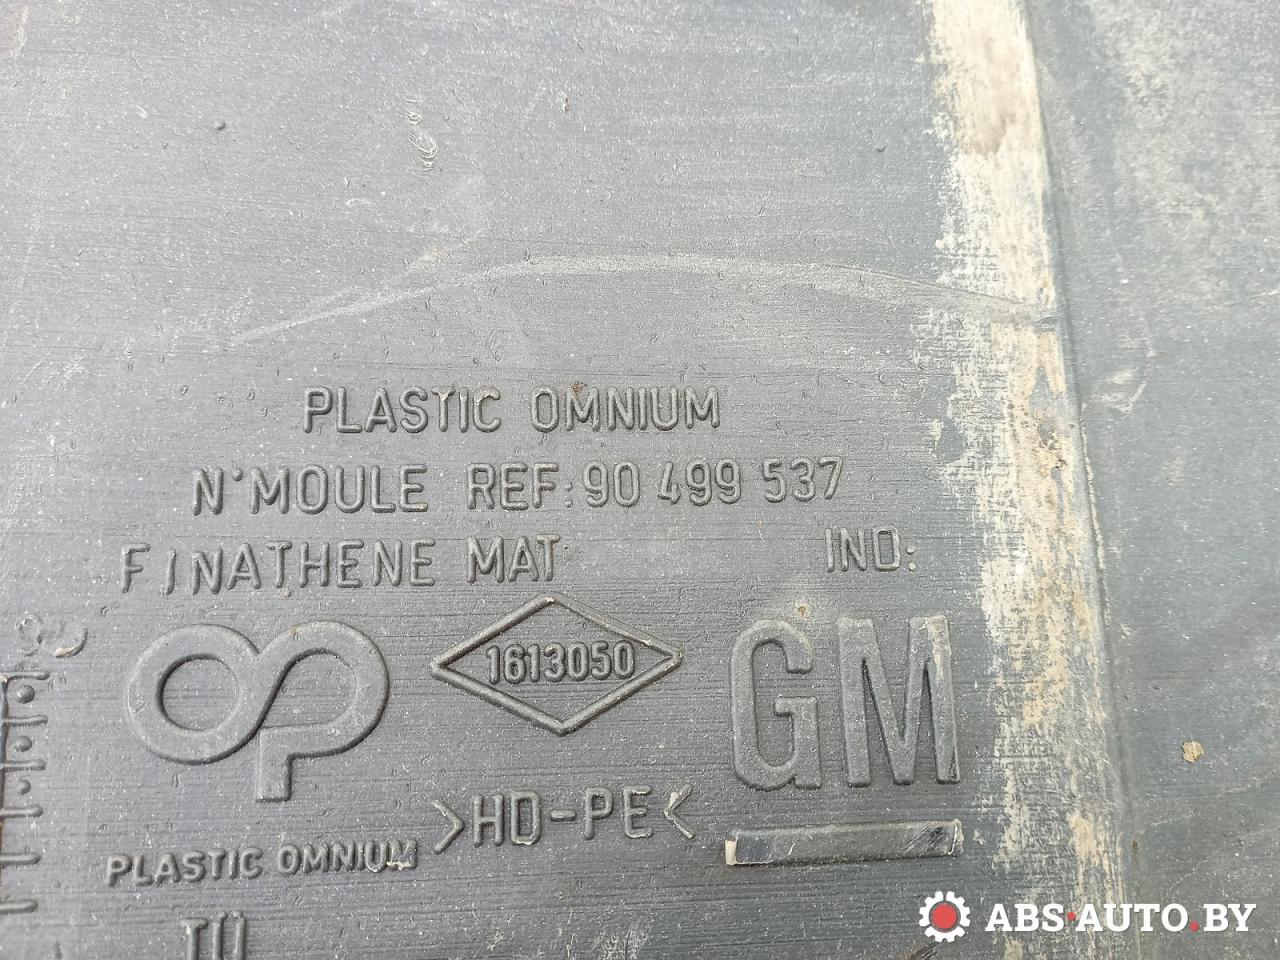 PLASTIC OMNIUM
N°MOULE REF:90 499 537
FINATHENE MAT IND:
1613050
GM
>HD-PE<
PLASTIC OMNIUM
ABS-AUTO.BY